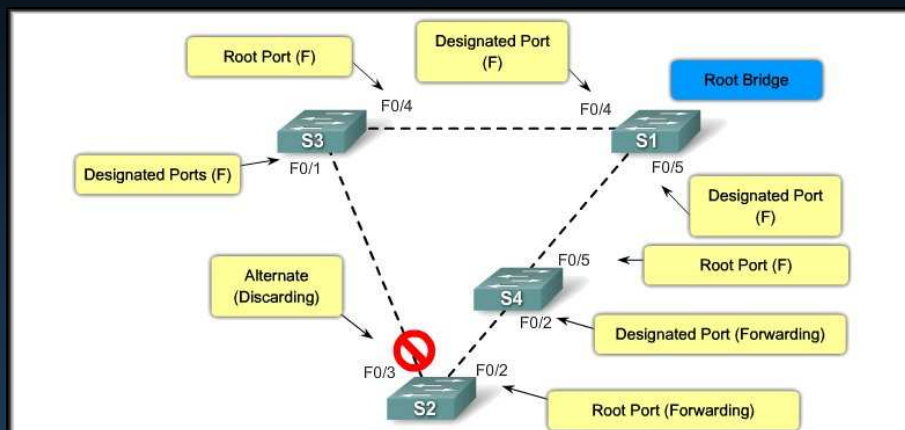 Root Port (F)
Designated Port
(F)
Root Bridge
F0/4
F0/4
S3
S1
Designated Ports (F)
F0/1
F0/5
Designated Port
(F)
F0/5
Root Port (F)
Alternate
(Discarding)
S4
F0/2
Designated Port (Forwarding)
F0/3
F0/2
S2
Root Port (Forwarding)